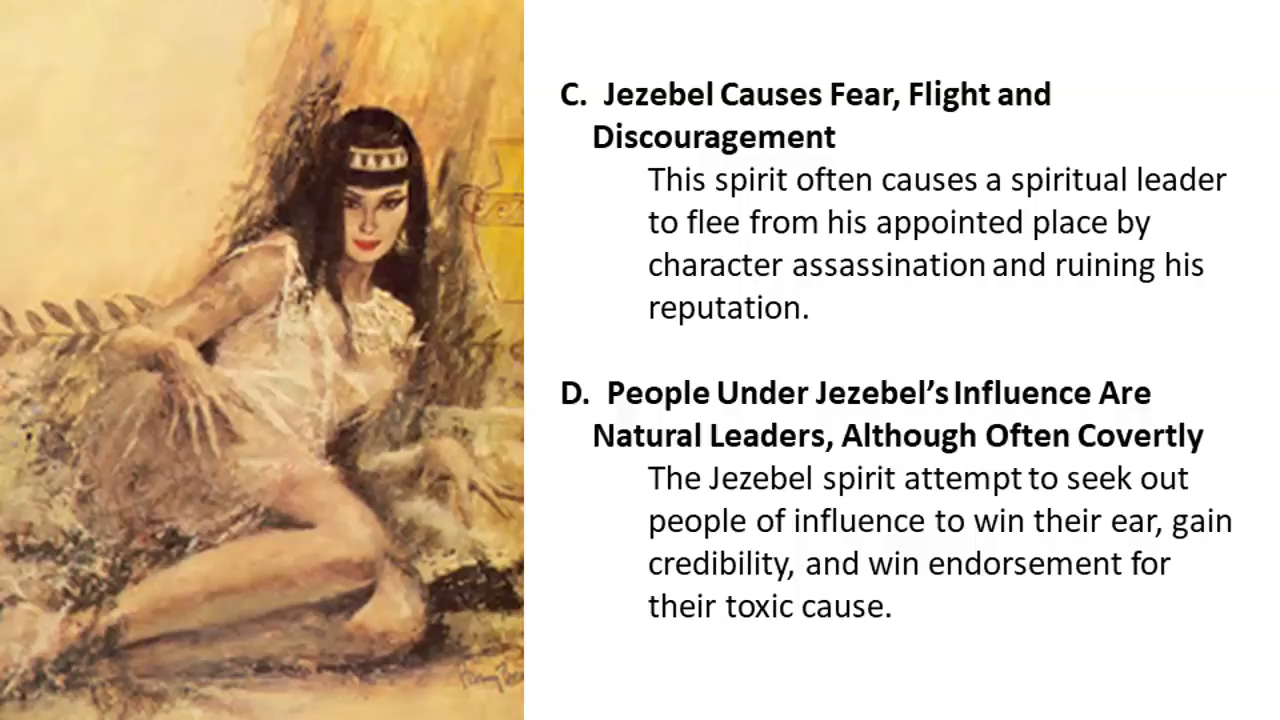 C. Jezebel Causes Fear, Flight and
Discouragement
This spirit often causes a spiritual leader
to flee from his appointed place by
character assassination and ruining his
reputation.
D. People Under Jezebel’s Influence Are
Natural Leaders, Although Often Covertly
The Jezebel spirit attempt to seek out
people of influence to win their ear, gain
credibility, and win endorsement for
their toxic cause.